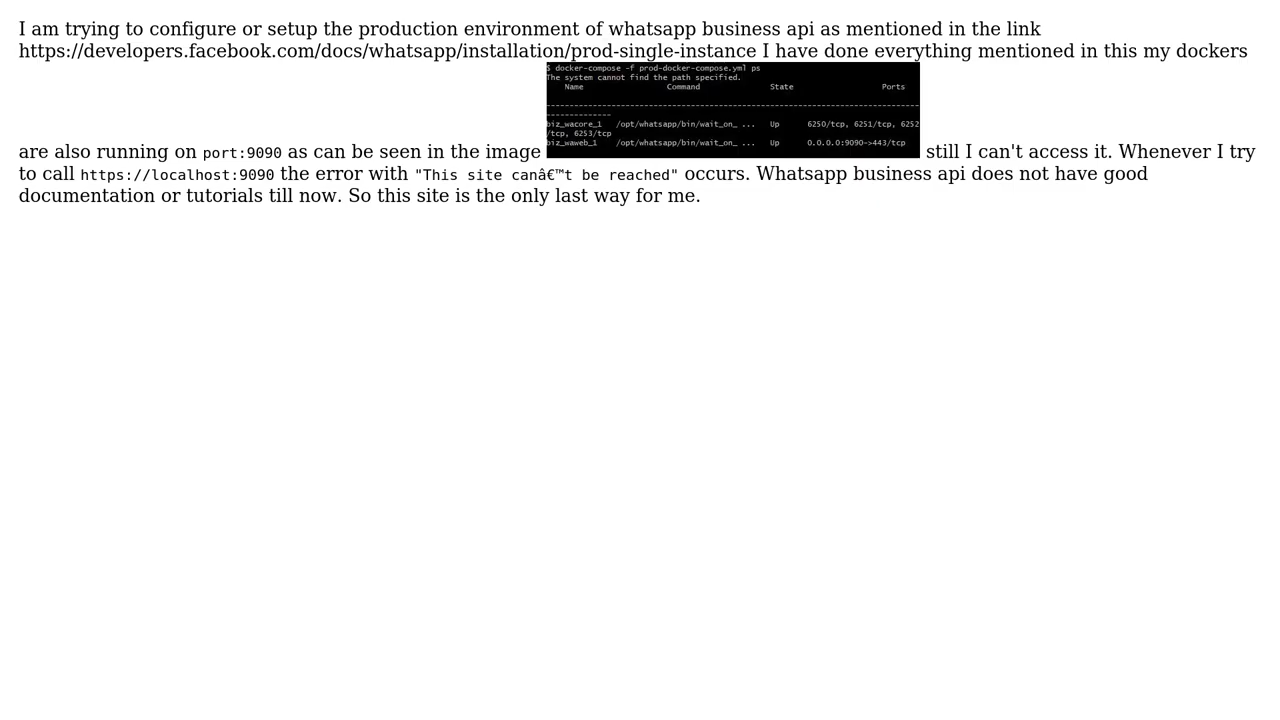 I am trying to configure or setup the production environment of whatsapp business api as mentioned in the link
https://developers.facebook.com/docs/whatsapp/installation/prod-single-instance I have done everything mentioned in this my dockers
$ docker-compose -f prod-docker-compose.yml ps
The system cannot find the path specified.
Name Command State Ports
--------------------------------------------------------------------------------
--------------
biz_wacore_1 /opt/whatsapp/bin/wait_on_ ... Up 6250/tcp, 6251/tcp, 6252
/tcp, 6253/tcp
biz_waweb_1 /opt/whatsapp/bin/wait_on_ ... Up 0.0.0.0:9090->443/tcp
are also running on port:9090 as can be seen in the image still I can't access it. Whenever I try
to call https://localhost:9090 the error with "This site canâ€™t be reached" occurs. Whatsapp business api does not have good
documentation or tutorials till now. So this site is the only last way for me.